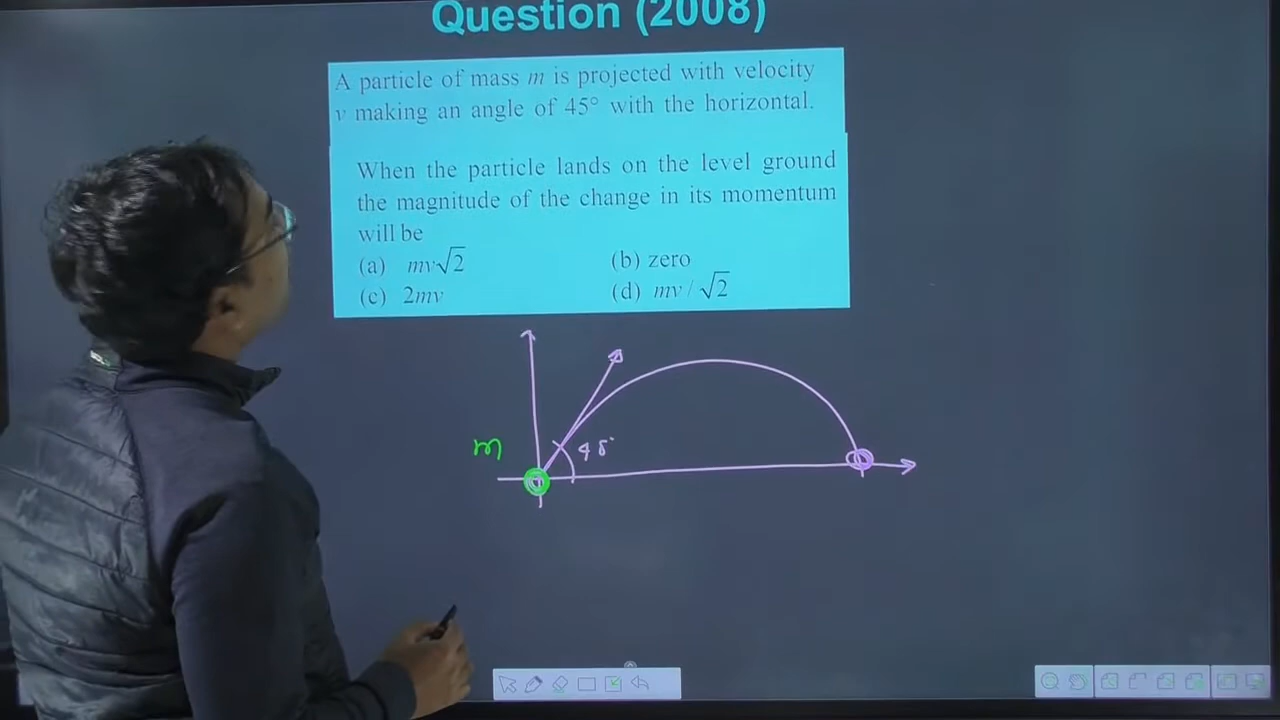 Question (2008)
A particle of mass m is projected with velocity
v making an angle of 45° with the horizontal.
When the particle lands on the level ground
the magnitude of the change in its momentum
will be
(a) mv√2 (b) zero
(c) 2mv (d) mv / √2
m
45°